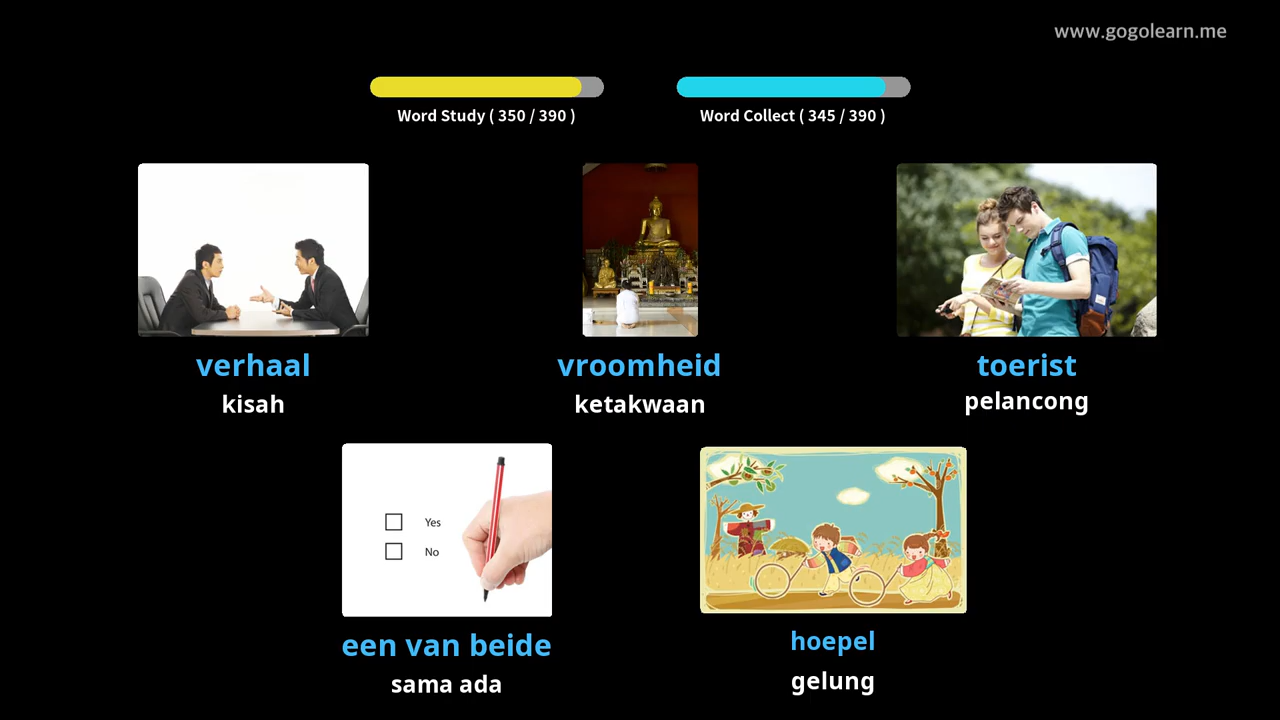 www.gogolearn.me
Word Study ( 350 / 390 )
Word Collect ( 345 / 390 )
verhaal
kisah
vroomheid
ketakwaan
toerist
pelancong
Yes
No
een van beide
sama ada
hoepel
gelung